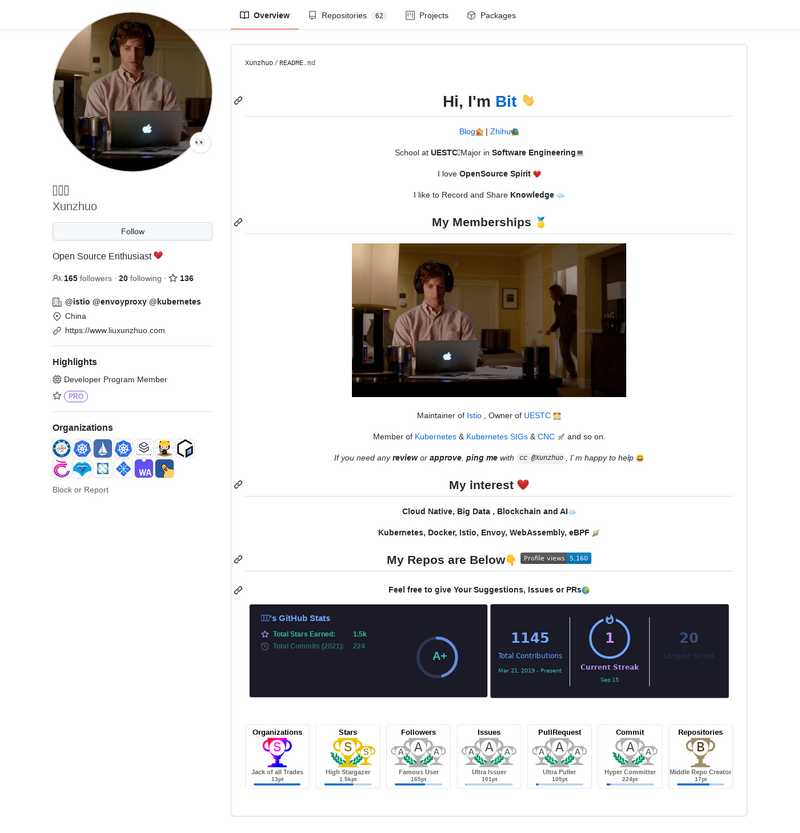 Overview
Repositories 62
Projects
Packages
Xunzhuo
Follow
Open Source Enthusiast
165 followers · 20 following · 136
@istio @envoyproxy @kubernetes
China
https://www.liuxunzhuo.com
Highlights
Developer Program Member
PRO
Organizations
WA
Block or Report
Xunzhuo / README.md
Hi, I'm Bit 👋
Blog | Zhihu
School at UESTC Major in Software Engineering
I love OpenSource Spirit ❤️
I like to Record and Share Knowledge
My Memberships 🏅
Maintainer of Istio , Owner of UESTC
Member of Kubernetes & Kubernetes SIGs & CNC 🚀 and so on.
If you need any review or approve, ping me with cc @Xunzhuo , I'm happy to help 😄
My interest ❤️
Cloud Native, Big Data , Blockchain and AI
Kubernetes, Docker, Istio, Envoy, WebAssembly, eBPF
My Repos are Below👇 Profile views 5,160
Feel free to give Your Suggestions, Issues or PRs
's GitHub Stats
Total Stars Earned: 1.5k
Total Commits (2021): 224
A+
1145
Total Contributions
Mar 21, 2019 - Present
1
Current Streak
Sep 15
20
Longest Streak
Organizations
S
Jack of all Trades
13pt
Stars
S S
High Stargazer
1.5kpt
Followers
A A A
Famous User
165pt
Issues
A
Ultra Issuer
101pt
PullRequest
A A A
Ultra Puller
105pt
Commit
A A
Hyper Committer
224pt
Repositories
B
Middle Repo Creator
17pt